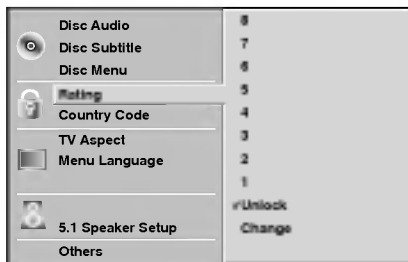 Disc Audio
Disc Subtitle
Disc Menu
Rating
Country Code
TV Aspect
Menu Language
5.1 Speaker Setup
Others
8
7
6
5
4
3
2
1
✓Unlock
Change